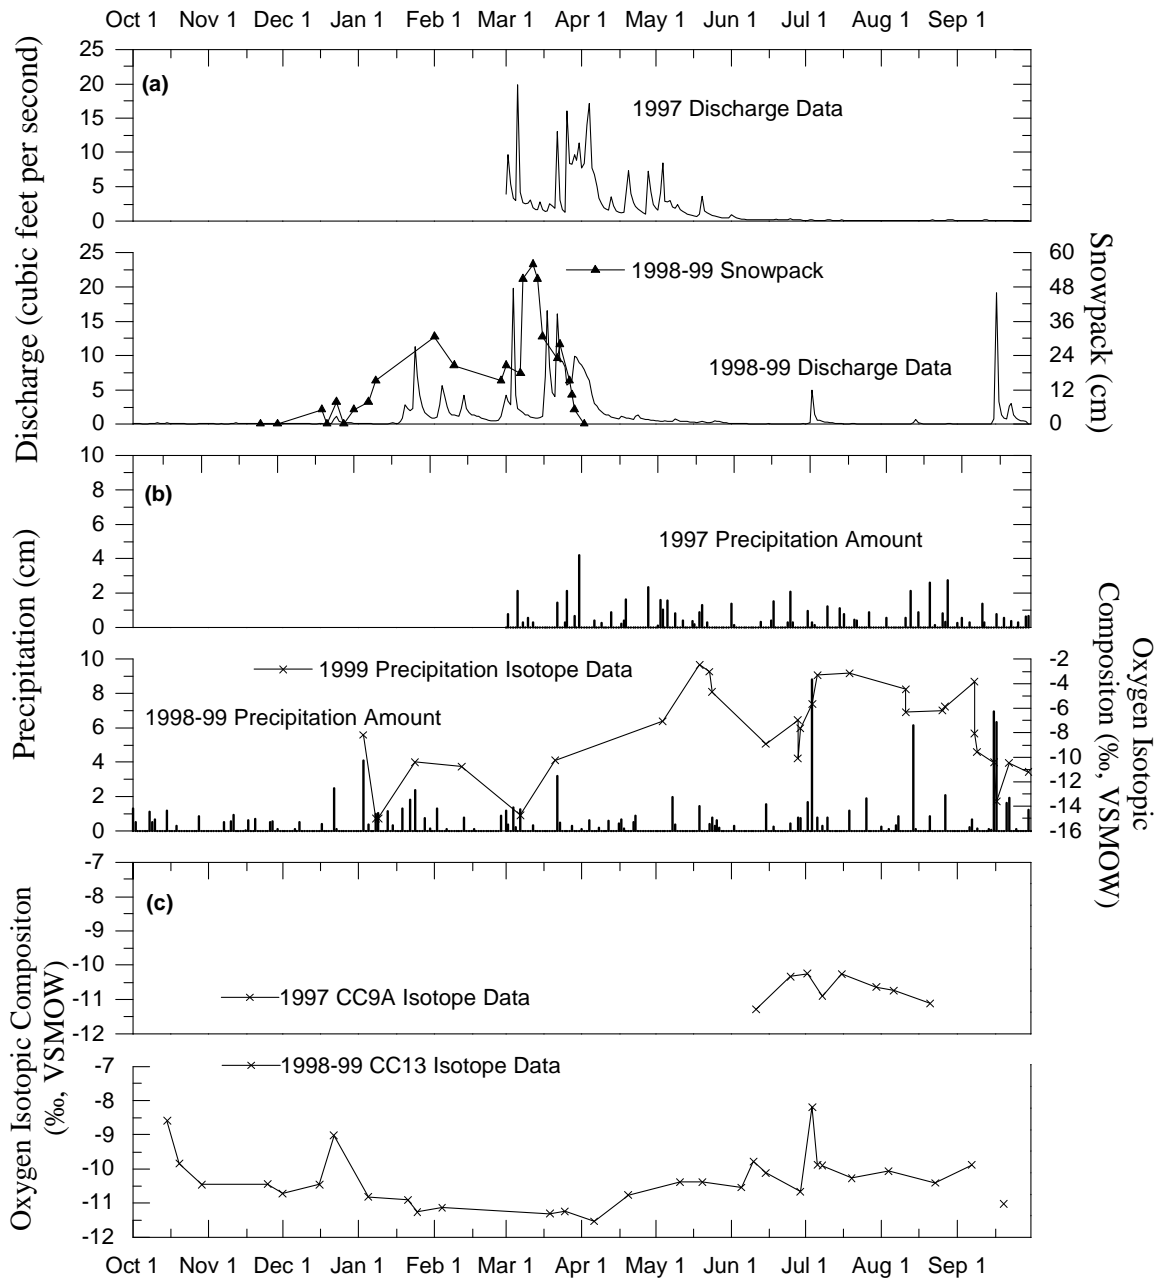 Oct 1 Nov 1 Dec 1 Jan 1 Feb 1 Mar 1 Apr 1 May 1 Jun 1 Jul 1 Aug 1 Sep 1
Discharge (cubic feet per second)
25
20
15
10
5
0
(a)
1997 Discharge Data
25
20
15
10
5
0
1998-99 Snowpack
1998-99 Discharge Data
60
48
36
24
12
0
Snowpack (cm)
Precipitation (cm)
10
8
6
4
2
0
(b)
1997 Precipitation Amount
10
8
6
4
2
0
1999 Precipitation Isotope Data
1998-99 Precipitation Amount
-2
-4
-6
-8
-10
-12
-14
-16
Oxygen Isotopic
Compositon (‰, VSMOW)
Oxygen Isotopic Compositon
(‰, VSMOW)
-7
-8
-9
-10
-11
-12
(c)
1997 CC9A Isotope Data
-7
-8
-9
-10
-11
-12
1998-99 CC13 Isotope Data
Oct 1 Nov 1 Dec 1 Jan 1 Feb 1 Mar 1 Apr 1 May 1 Jun 1 Jul 1 Aug 1 Sep 1